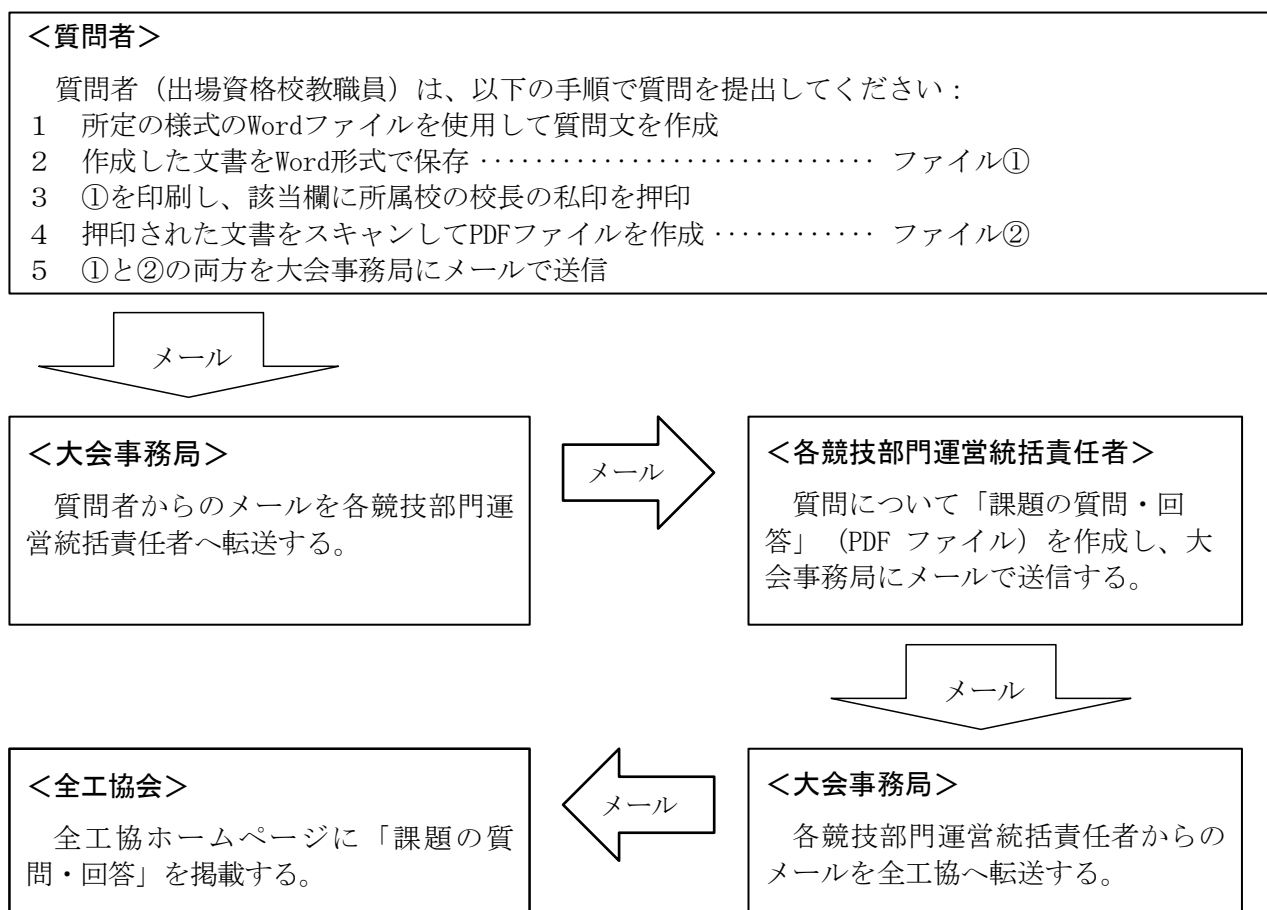 ＜質問者＞
質問者（出場資格校教職員）は、以下の手順で質問を提出してください：
１　所定の様式のWordファイルを使用して質問文を作成
２　作成した文書をWord形式で保存 ‥‥‥‥‥‥‥‥‥‥‥‥‥‥ ファイル①
３　①を印刷し、該当欄に所属校の校長の私印を押印
４　押印された文書をスキャンしてPDFファイルを作成 ‥‥‥‥‥‥ ファイル②
５　①と②の両方を大会事務局にメールで送信
メール
＜大会事務局＞
質問者からのメールを各競技部門運
営統括責任者へ転送する。
メール
＜各競技部門運営統括責任者＞
質問について「課題の質問・回
答」（PDF ファイル）を作成し、大
会事務局にメールで送信する。
メール
＜大会事務局＞
各競技部門運営統括責任者からの
メールを全工協へ転送する。
メール
＜全工協会＞
全工協ホームページに「課題の質
問・回答」を掲載する。